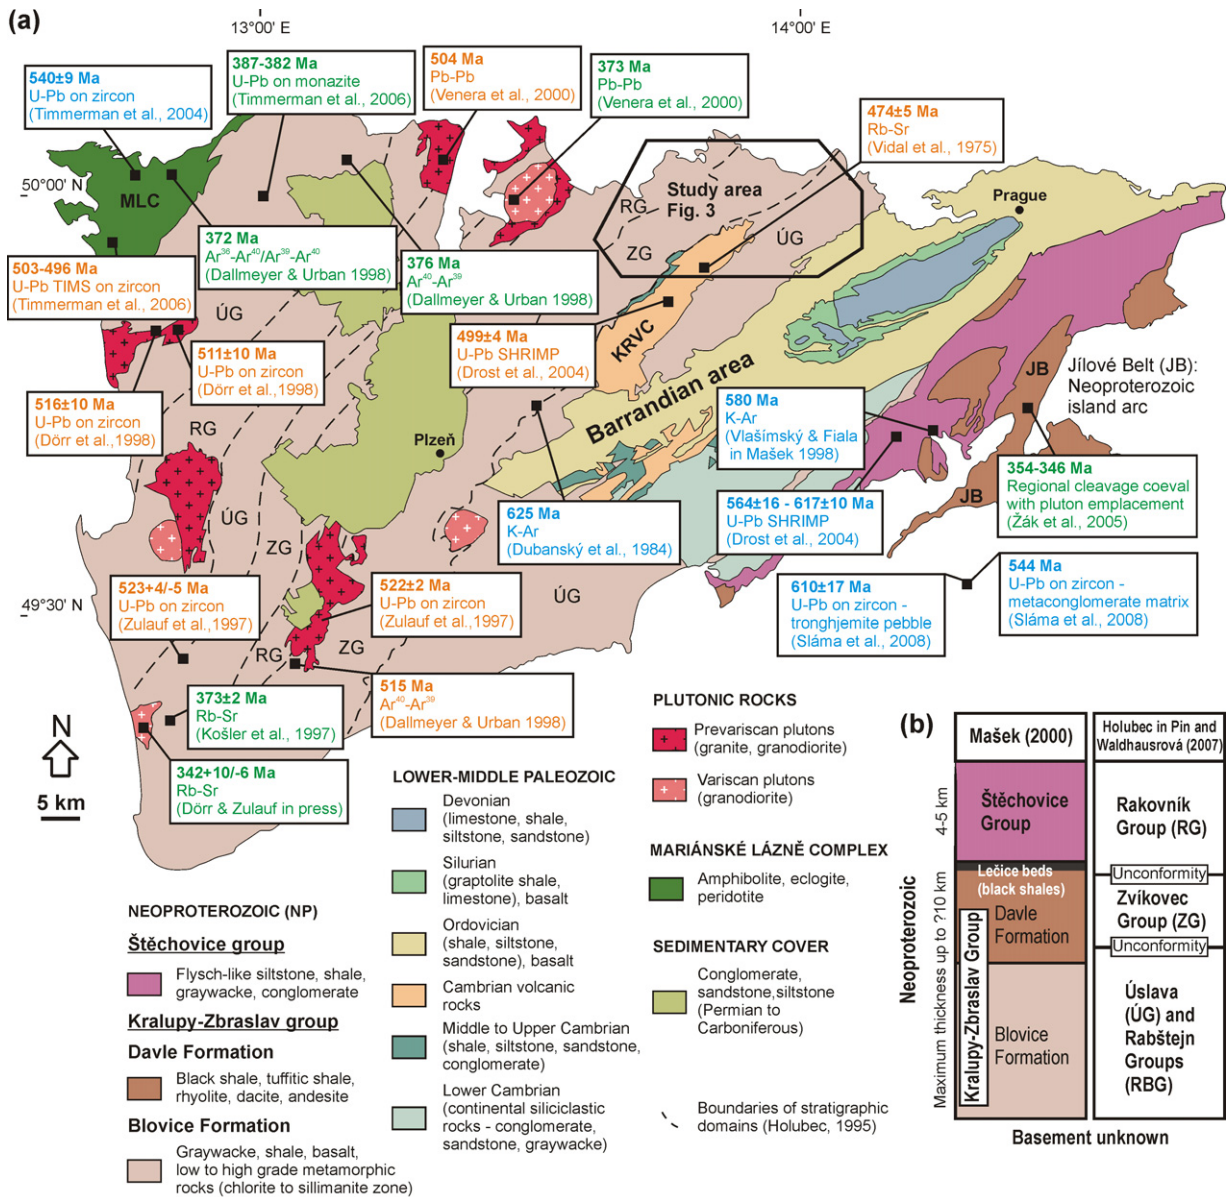 (a)
13°00' E
14°00' E
540±9 Ma
U-Pb on zircon
(Timmerman et al., 2004)
387-382 Ma
U-Pb on monazite
(Timmerman et al., 2006)
504 Ma
Pb-Pb
(Venera et al., 2000)
373 Ma
Pb-Pb
(Venera et al., 2000)
474±5 Ma
Rb-Sr
(Vidal et al., 1975)
50°00' N
MLC
Study area
Fig. 3
RG
ZG
ÚG
Prague
372 Ma
Ar36-Ar40/Ar39-Ar40
(Dallmeyer & Urban 1998)
376 Ma
Ar40-Ar39
(Dallmeyer & Urban 1998)
503-496 Ma
U-Pb TIMS on zircon
(Timmerman et al., 2006)
ÚG
499±4 Ma
U-Pb SHRIMP
(Drost et al., 2004)
KRVC
511±10 Ma
U-Pb on zircon
(Dörr et al., 1998)
516±10 Ma
U-Pb on zircon
(Dörr et al., 1998)
Barrandian area
JB
Jílové Belt (JB):
Neoproterozoic
island arc
580 Ma
K-Ar
(Vlašímský & Fiala
in Mašek 1998)
RG
Plzeň
354-346 Ma
Regional cleavage coeval
with pluton emplacement
(Žák et al., 2005)
JB
564±16 - 617±10 Ma
U-Pb SHRIMP
(Drost et al., 2004)
625 Ma
K-Ar
(Dubanský et al., 1984)
ÚG
ZG
49°30' N
523+4/-5 Ma
U-Pb on zircon
(Zulauf et al.,1997)
522±2 Ma
U-Pb on zircon
(Zulauf et al.,1997)
ÚG
610±17 Ma
U-Pb on zircon -
tronghjemite pebble
(Sláma et al., 2008)
544 Ma
U-Pb on zircon -
metaconglomerate matrix
(Sláma et al., 2008)
RG
ZG
373±2 Ma
Rb-Sr
(Košler et al., 1997)
515 Ma
Ar40-Ar39
(Dallmeyer & Urban 1998)
342+10/-6 Ma
Rb-Sr
(Dörr & Zulauf in press)
N
5 km
NEOPROTEROZOIC (NP)
Štěchovice group
Flysch-like siltstone, shale,
graywacke, conglomerate
Kralupy-Zbraslav group
Davle Formation
Black shale, tuffitic shale,
rhyolite, dacite, andesite
Blovice Formation
Graywacke, shale, basalt,
low to high grade metamorphic
rocks (chlorite to sillimanite zone)
LOWER-MIDDLE PALEOZOIC
Devonian
(limestone, shale,
siltstone, sandstone)
Silurian
(graptolite shale,
limestone), basalt
Ordovician
(shale, siltstone,
sandstone), basalt
Cambrian volcanic
rocks
Middle to Upper Cambrian
(shale, siltstone, sandstone,
conglomerate)
Lower Cambrian
(continental siliciclastic
rocks - conglomerate,
sandstone, graywacke)
PLUTONIC ROCKS
Prevariscan plutons
(granite, granodiorite)
Variscan plutons
(granodiorite)
MARIÁNSKÉ LÁZNĚ COMPLEX
Amphibolite, eclogite,
peridotite
SEDIMENTARY COVER
Conglomerate,
sandstone,siltstone
(Permian to
Carboniferous)
Boundaries of stratigraphic
domains (Holubec, 1995)
(b)
Mašek (2000)
Holubec in Pin and
Waldhausrová (2007)
Neoproterozoic
Maximum thickness up to ?10 km
4-5 km
Štěchovice
Group
Lečice beds
(black shales)
Kralupy-Zbraslav Group
Davle
Formation
Blovice
Formation
Rakovník
Group (RG)
Unconformity
Zvíkovec
Group (ZG)
Unconformity
Úslava
(ÚG) and
Rabštejn
Groups
(RBG)
Basement unknown